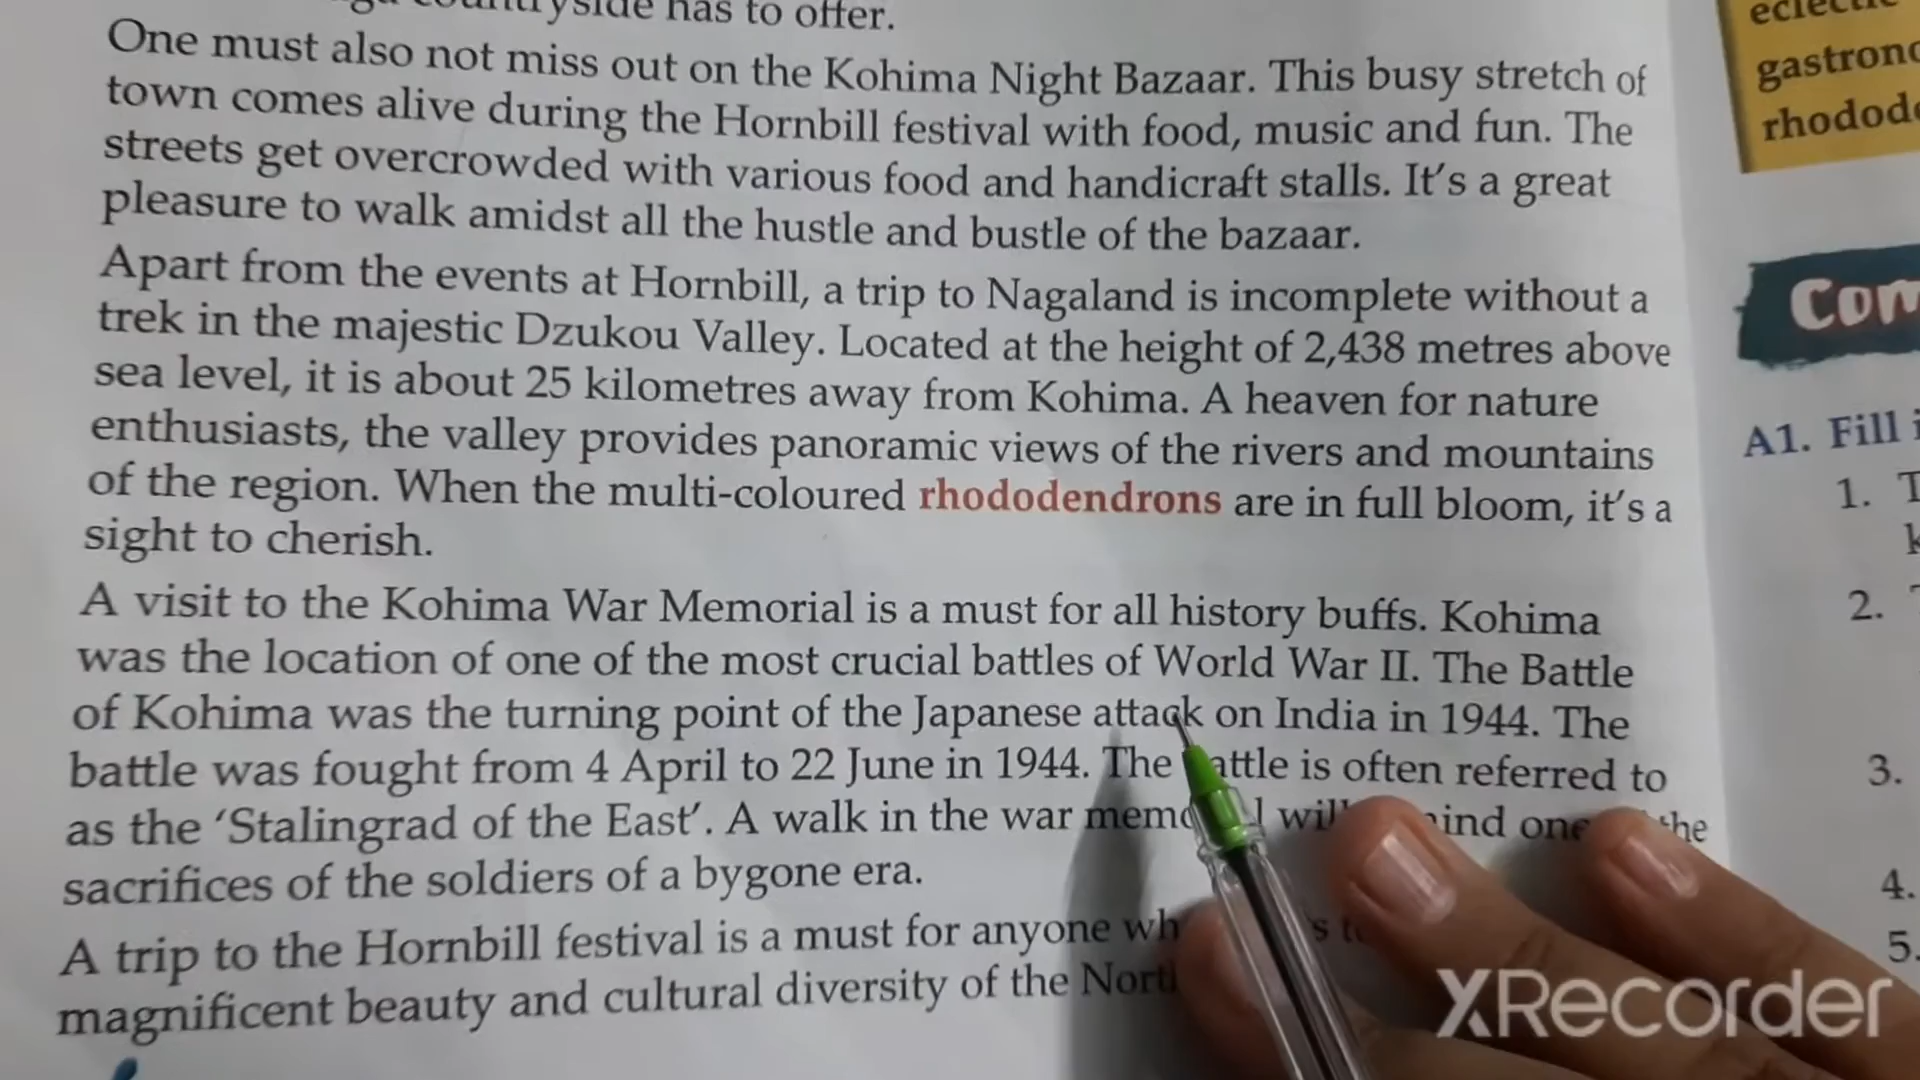 countryside has to offer.
One must also not miss out on the Kohima Night Bazaar. This busy stretch of
town comes alive during the Hornbill festival with food, music and fun. The
streets get overcrowded with various food and handicraft stalls. It's a great
pleasure to walk amidst all the hustle and bustle of the bazaar.
Apart from the events at Hornbill, a trip to Nagaland is incomplete without a
trek in the majestic Dzukou Valley. Located at the height of 2,438 metres above
sea level, it is about 25 kilometres away from Kohima. A heaven for nature
enthusiasts, the valley provides panoramic views of the rivers and mountains
of the region. When the multi-coloured rhododendrons are in full bloom, it's a
sight to cherish.
A visit to the Kohima War Memorial is a must for all history buffs. Kohima
was the location of one of the most crucial battles of World War II. The Battle
of Kohima was the turning point of the Japanese attack on India in 1944. The
battle was fought from 4 April to 22 June in 1944. The battle is often referred to
as the 'Stalingrad of the East'. A walk in the war the
sacrifices of the soldiers of a bygone era.
A trip to the Hornbill festival is a must for anyone
magnificent beauty and cultural diversity of the
A1. Fill
1.
2.
3.
4.
5.
XRecorder